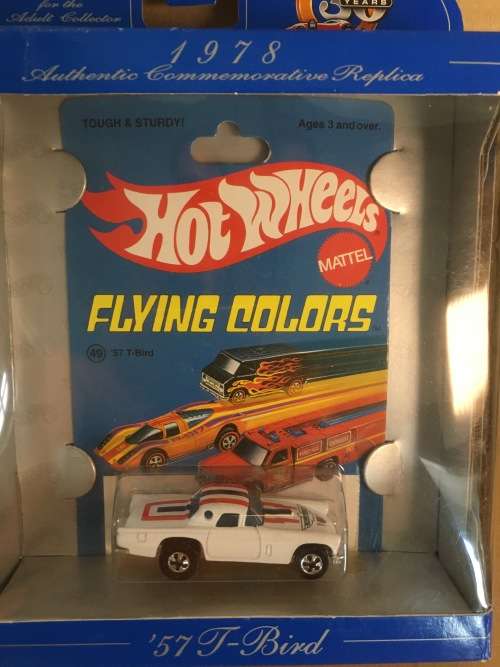 for the
Adult Collector
30
YEARS
1978
Authentic Commemorative Replica
TOUGH & STURDY!
Ages 3 and over.
Hot Wheels
MATTEL
FLYING COLORS
49 '57 T-Bird
'57 T-Bird